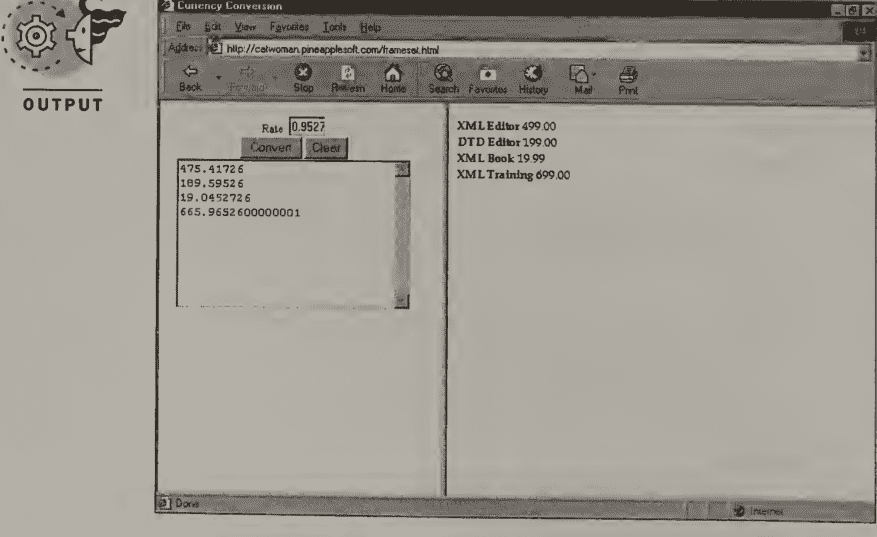 Currency Conversion
File Edit View Favorites Tools Help
Address http://catwoman.pineapplesoft.com/frameset.html
Back Forward Stop Refresh Home Search Favorites History Mail Print
OUTPUT
Rate 0.9527
Convert Clear
475.41726
189.59526
19.0452726
665.9652600000001
XML Editor 499.00
DTD Editor 199.00
XML Book 19.99
XML Training 699.00
Done
Internet